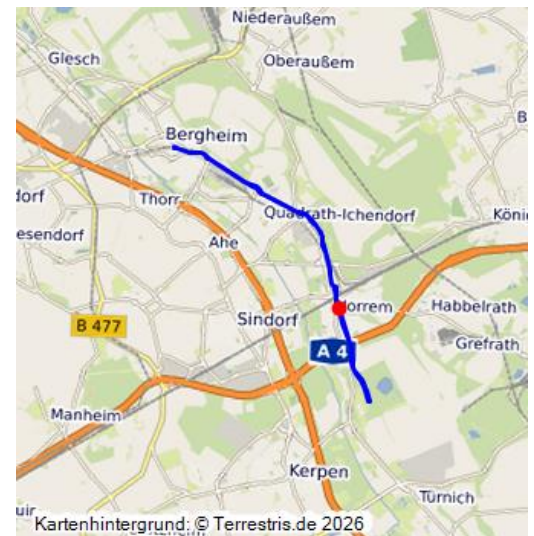 Niederaußem
Glesch
Oberaußem
Bergheim
B
Thorr
dorf
Quadrath-Ichendorf
Köni
esendorf
Ahe
Horrem
Habbelrath
Sindorf
B 477
A 4
Grefrath
Manheim
Kerpen
Türnich
Kartenhintergrund: © Terrestris.de 2026